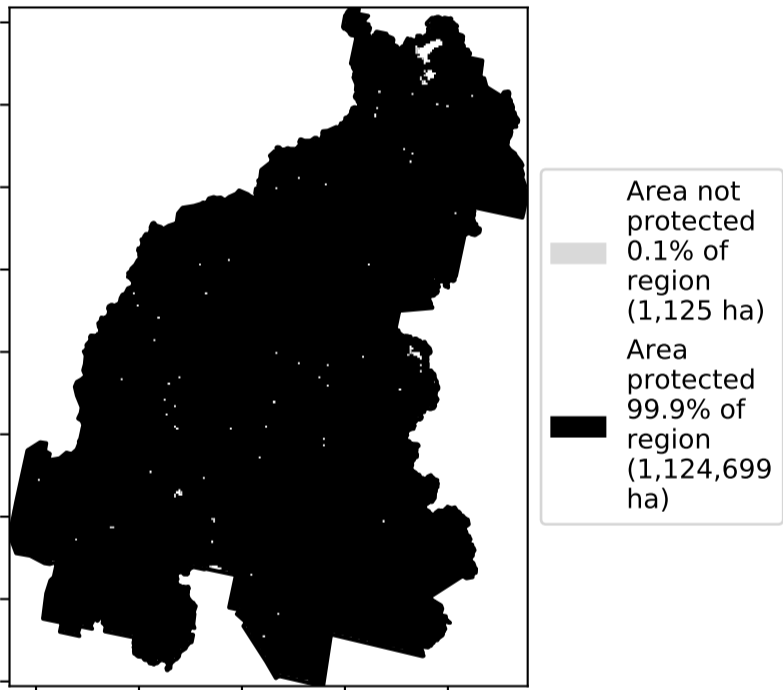 Area not
protected
0.1% of
region
(1,125 ha)
Area
protected
99.9% of
region
(1,124,699
ha)